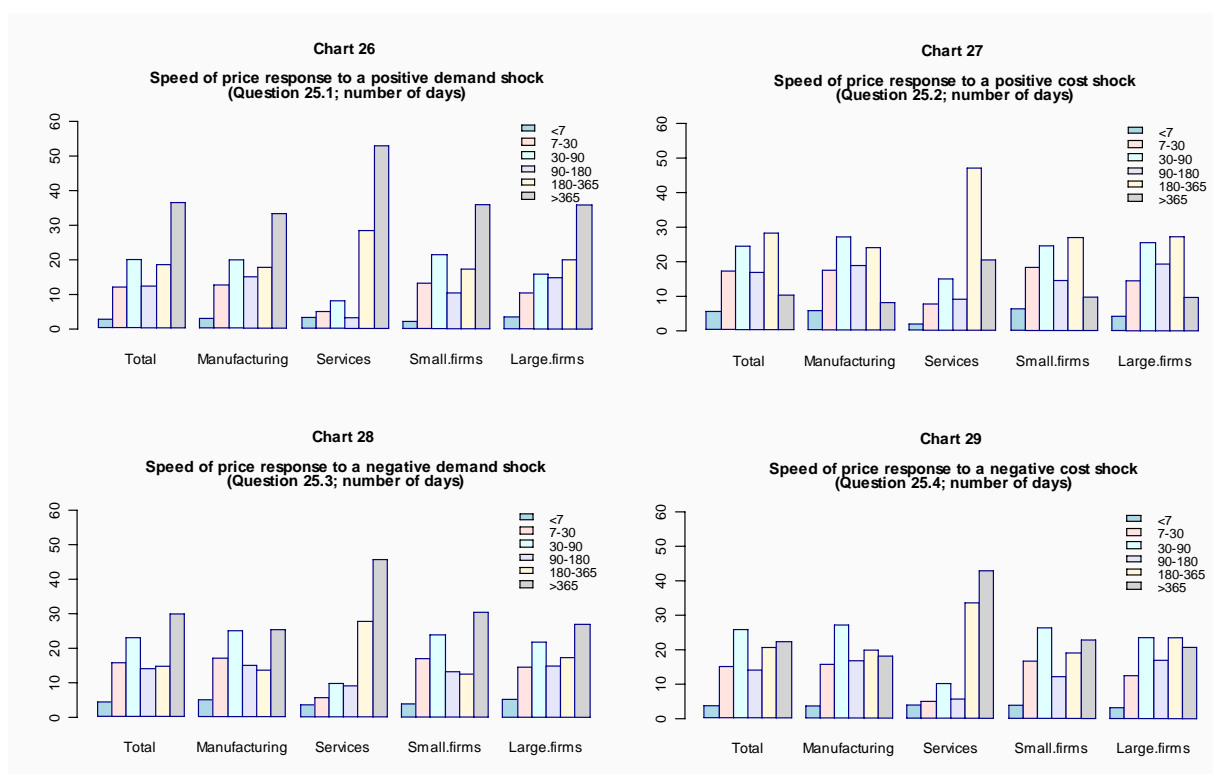 Chart 26
Speed of price response to a positive demand shock
(Question 25.1; number of days)
60
50
40
30
20
10
0
<7
7-30
30-90
90-180
180-365
>365
Total
Manufacturing
Services
Small.firms
Large.firms
Chart 27
Speed of price response to a positive cost shock
(Question 25.2; number of days)
60
50
40
30
20
10
0
<7
7-30
30-90
90-180
180-365
>365
Total
Manufacturing
Services
Small.firms
Large.firms
Chart 28
Speed of price response to a negative demand shock
(Question 25.3; number of days)
60
50
40
30
20
10
0
<7
7-30
30-90
90-180
180-365
>365
Total
Manufacturing
Services
Small.firms
Large.firms
Chart 29
Speed of price response to a negative cost shock
(Question 25.4; number of days)
60
50
40
30
20
10
0
<7
7-30
30-90
90-180
180-365
>365
Total
Manufacturing
Services
Small.firms
Large.firms